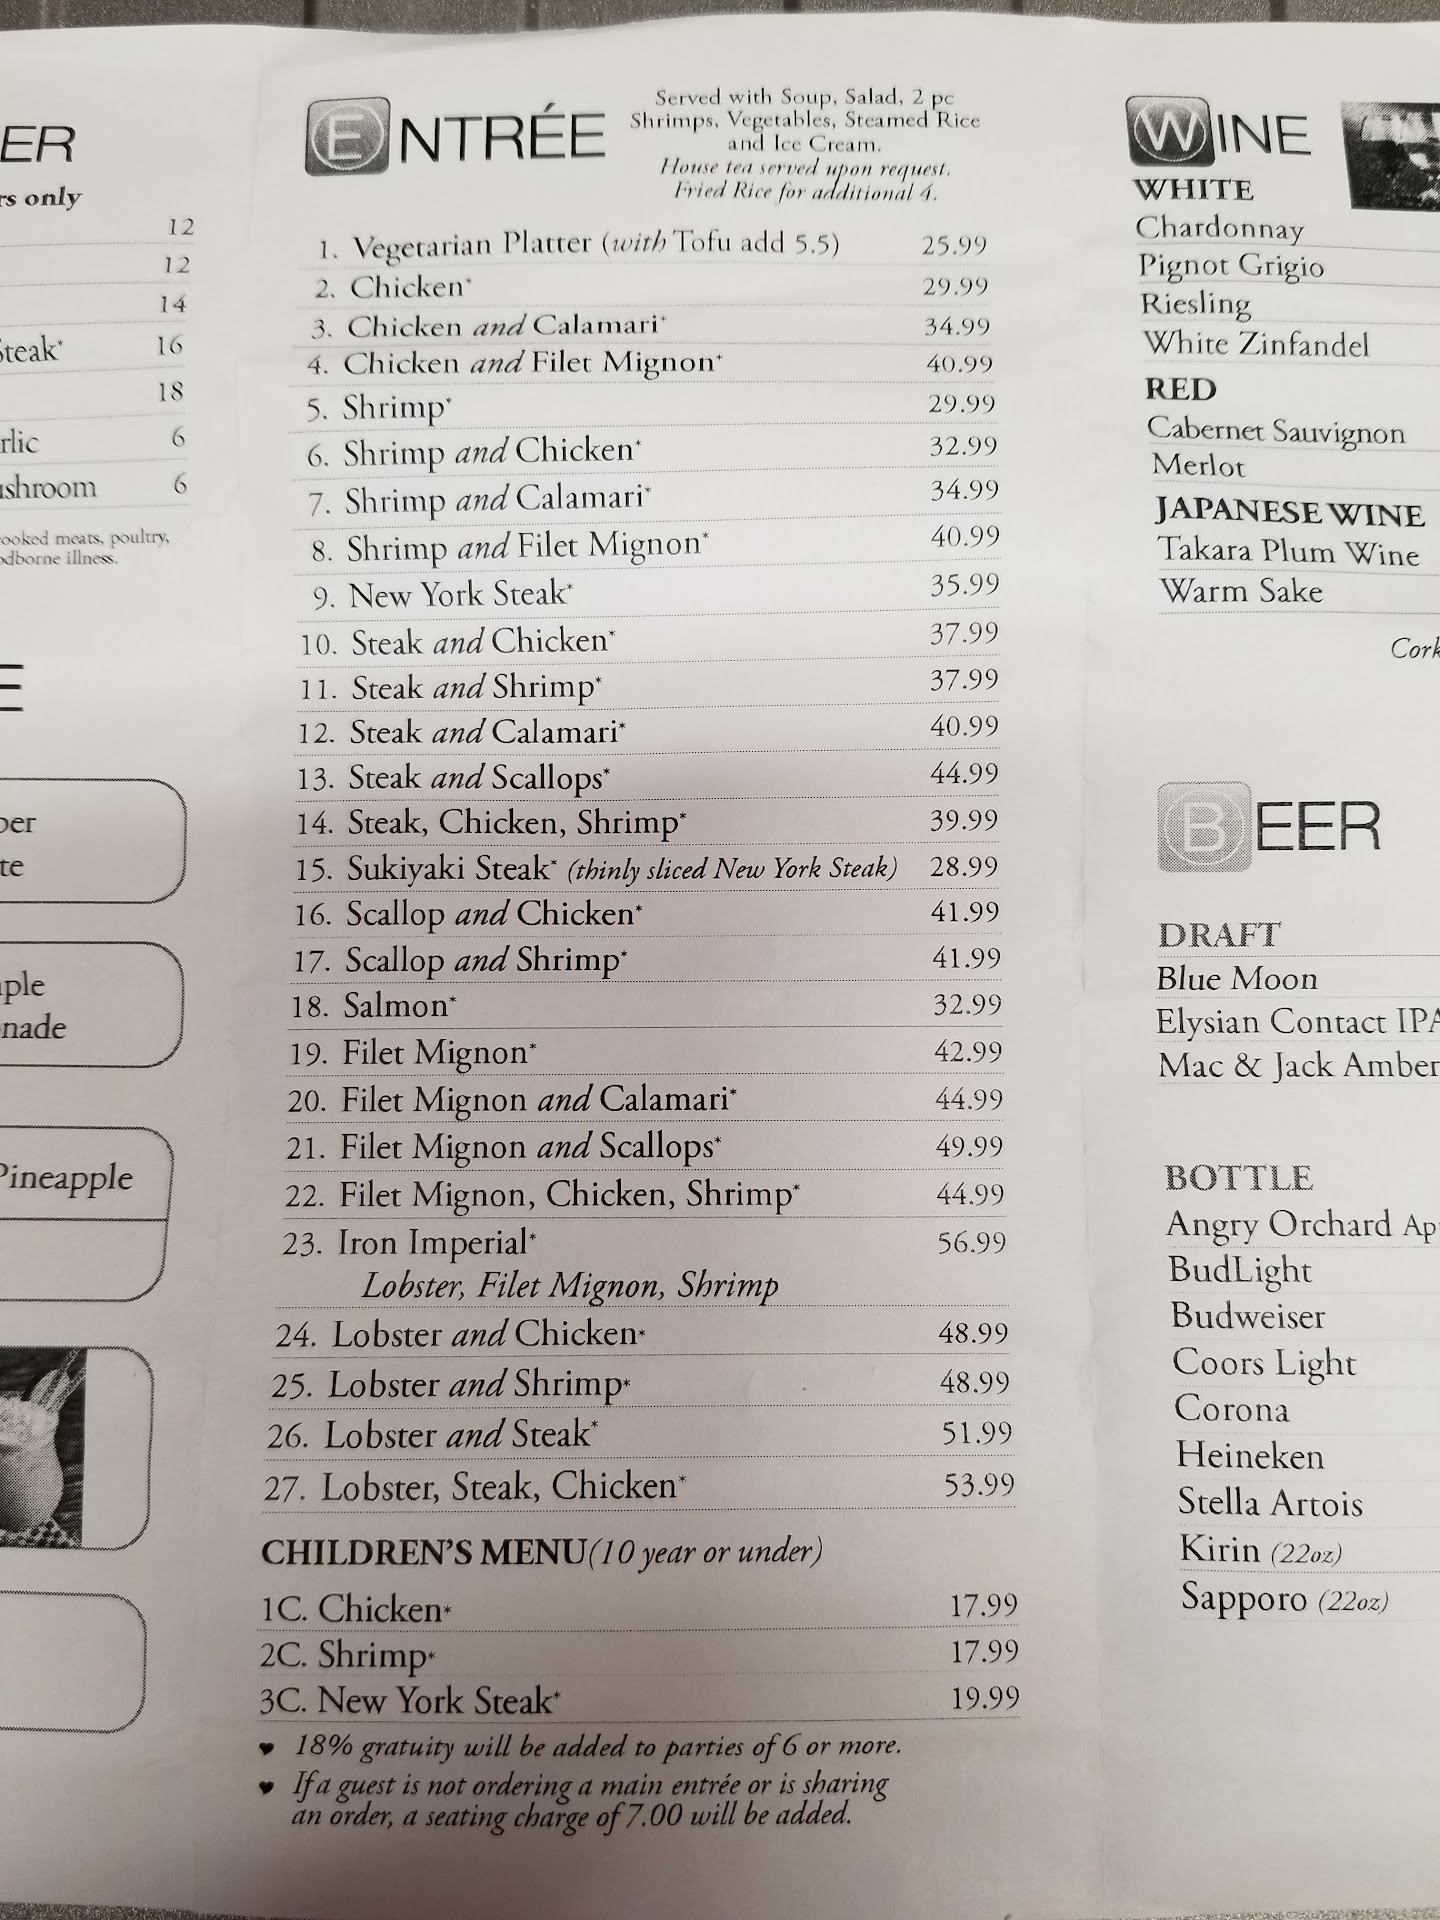 ER
rs only
12
12
14
Steak* 16
18
rlic 6
ushroom 6
ooked meats, poultry,
odborne illness.
E
ber
te
nade
Pineapple
ENTRÉE
Served with Soup, Salad, 2 pc
Shrimps, Vegetables, Steamed Rice
and Ice Cream.
House tea served upon request.
Fried Rice for additional 4.
1. Vegetarian Platter (with Tofu add 5.5) 25.99
2. Chicken* 29.99
3. Chicken and Calamari* 34.99
4. Chicken and Filet Mignon* 40.99
5. Shrimp* 29.99
6. Shrimp and Chicken* 32.99
7. Shrimp and Calamari* 34.99
8. Shrimp and Filet Mignon* 40.99
9. New York Steak* 35.99
10. Steak and Chicken* 37.99
11. Steak and Shrimp* 37.99
12. Steak and Calamari* 40.99
13. Steak and Scallops* 44.99
14. Steak, Chicken, Shrimp* 39.99
15. Sukiyaki Steak* (thinly sliced New York Steak) 28.99
16. Scallop and Chicken* 41.99
17. Scallop and Shrimp* 41.99
18. Salmon* 32.99
19. Filet Mignon* 42.99
20. Filet Mignon and Calamari* 44.99
21. Filet Mignon and Scallops* 49.99
22. Filet Mignon, Chicken, Shrimp* 44.99
23. Iron Imperial* 56.99
Lobster, Filet Mignon, Shrimp
24. Lobster and Chicken* 48.99
25. Lobster and Shrimp* 48.99
26. Lobster and Steak* 51.99
27. Lobster, Steak, Chicken* 53.99
CHILDREN'S MENU(10 year or under)
1C. Chicken* 17.99
2C. Shrimp* 17.99
3C. New York Steak* 19.99
♥ 18% gratuity will be added to parties of 6 or more.
♥ If a guest is not ordering a main entrée or is sharing
an order, a seating charge of 7.00 will be added.
WINE
WHITE
Chardonnay
Pignot Grigio
Riesling
White Zinfandel
RED
Cabernet Sauvignon
Merlot
JAPANESE WINE
Takara Plum Wine
Warm Sake
Cork
BEER
DRAFT
Blue Moon
Elysian Contact IPA
Mac & Jack Amber
BOTTLE
Angry Orchard Ap
BudLight
Budweiser
Coors Light
Corona
Heineken
Stella Artois
Kirin (22oz)
Sapporo (22oz)